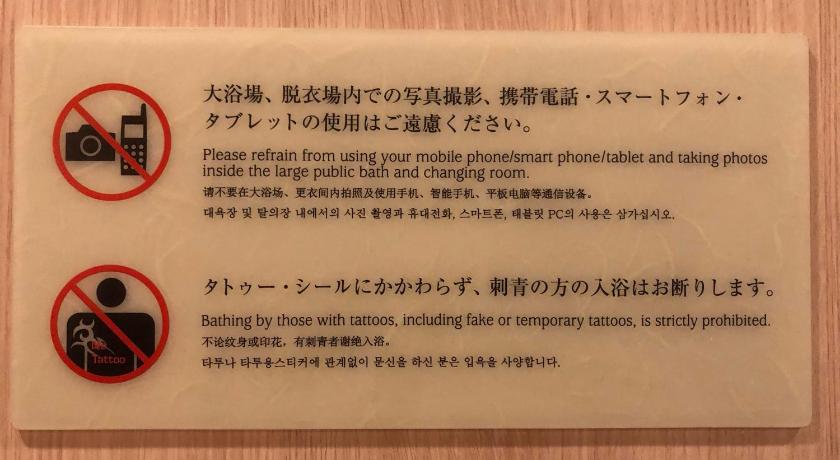 大浴場、脱衣場内での写真撮影、携帯電話・スマートフォン・
タブレットの使用はご遠慮ください。
Please refrain from using your mobile phone/smart phone/tablet and taking photos
inside the large public bath and changing room.
请不要在大浴场、更衣间内拍照及使用手机、智能手机、平板电脑等通信设备。
대욕장 및 탈의장 내에서의 사진 촬영과 휴대전화, 스마트폰, 태블릿 PC의 사용은 삼가십시오.
タトゥー・シールにかかわらず、刺青の方の入浴はお断りします。
Bathing by those with tattoos, including fake or temporary tattoos, is strictly prohibited.
不论纹身或印花，有刺青者谢绝入浴。
타투나 타투용스티커에 관계없이 문신을 하신 분은 입욕을 사양합니다.
No
Tattoo